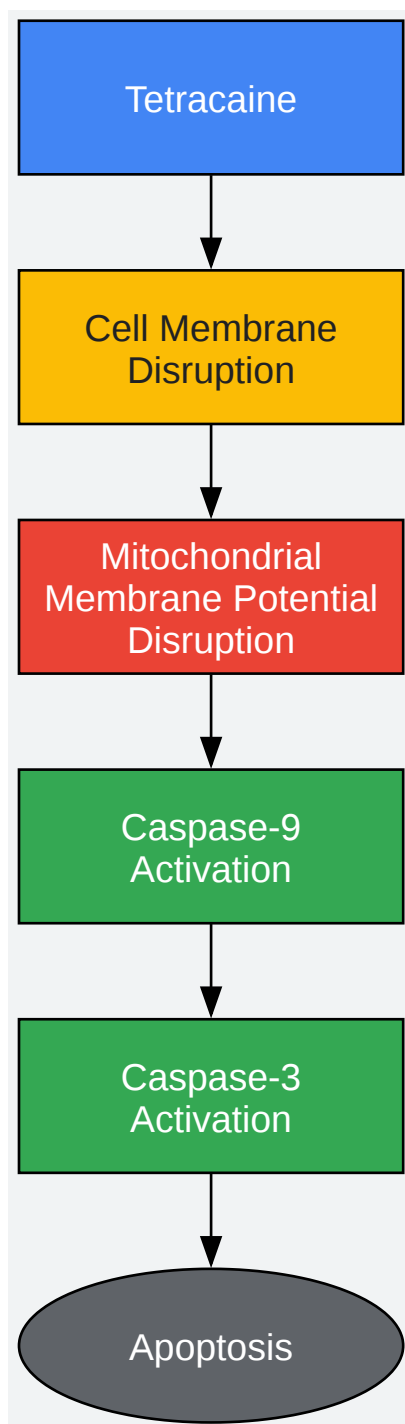 Tetracaine
Cell Membrane
Disruption
Mitochondrial
Membrane Potential
Disruption
Caspase-9
Activation
Caspase-3
Activation
Apoptosis